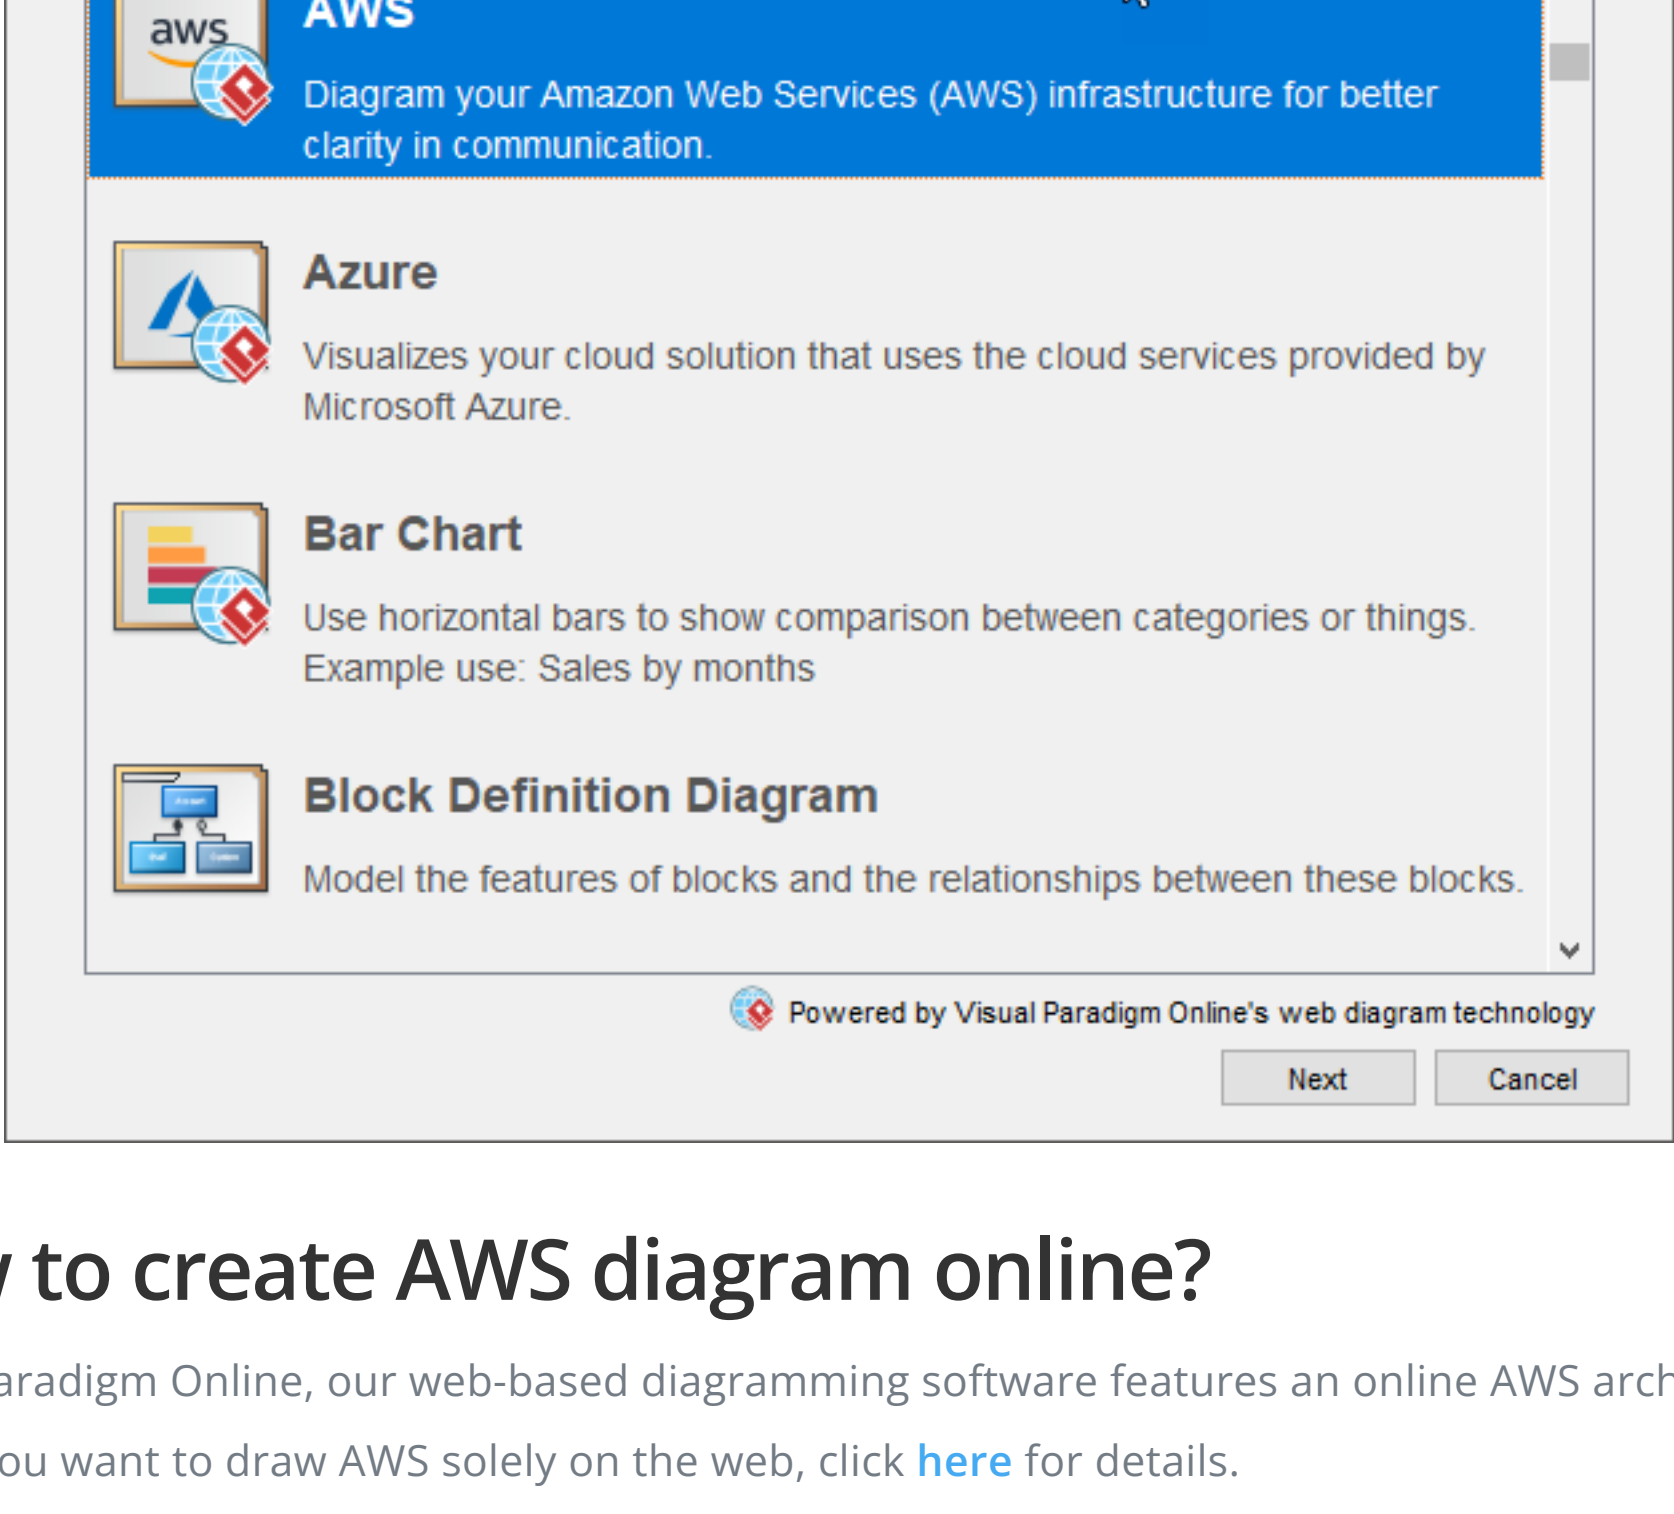 AWS
aws
Diagram your Amazon Web Services (AWS) infrastructure for better
clarity in communication.
Azure
Visualizes your cloud solution that uses the cloud services provided by
Microsoft Azure.
Bar Chart
Use horizontal bars to show comparison between categories or things.
Example use: Sales by months
Block Definition Diagram
Model the features of blocks and the relationships between these blocks.
Powered by Visual Paradigm Online's web diagram technology
Next Cancel
to create AWS diagram online?
aradigm Online, our web-based diagramming software features an online AWS arch
ou want to draw AWS solely on the web, click here for details.